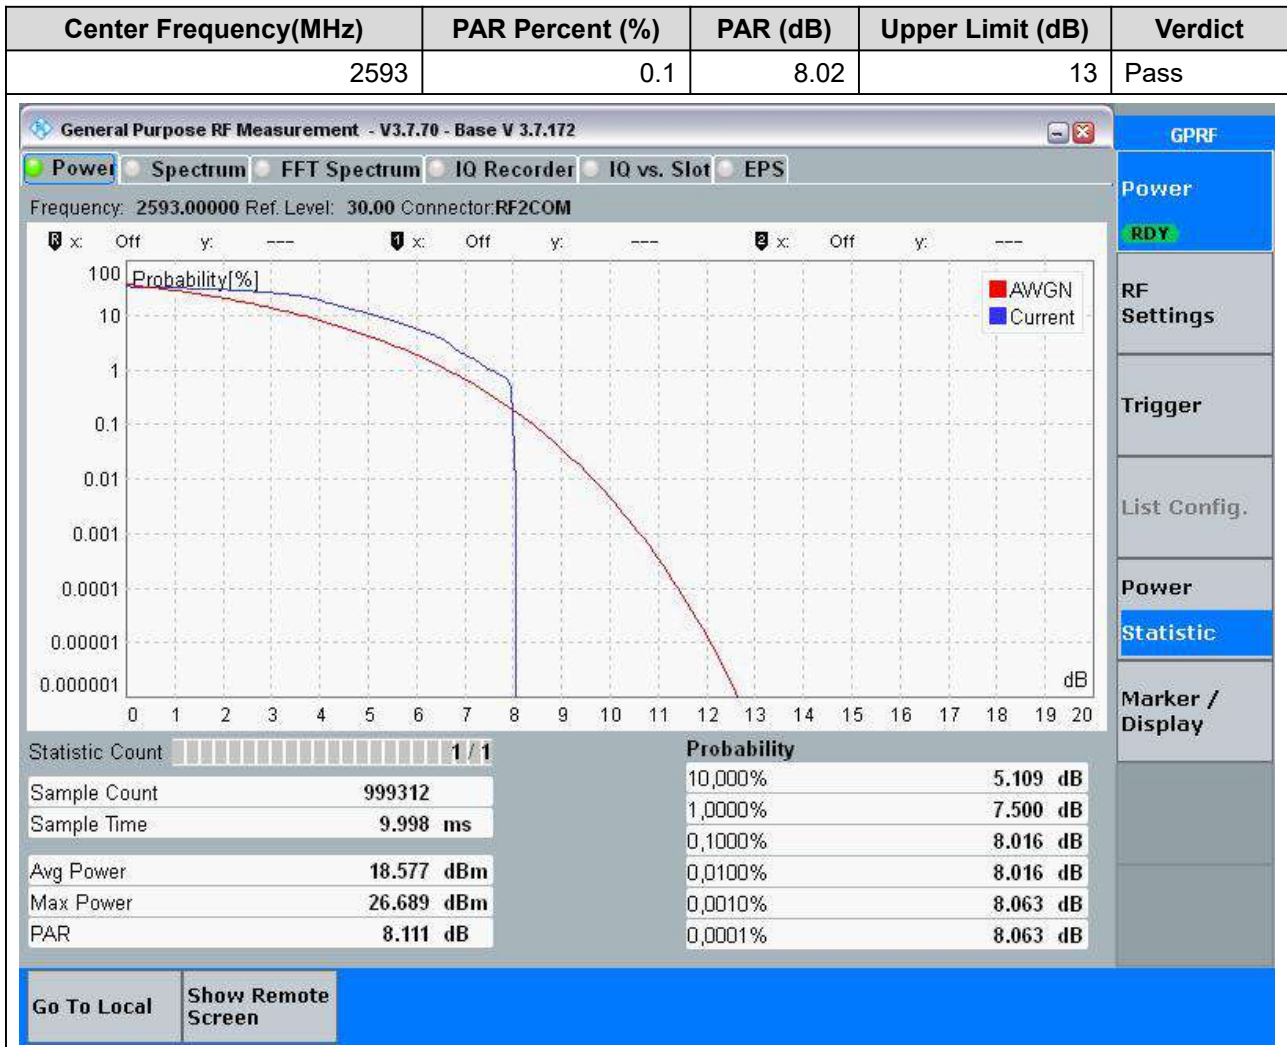 Center Frequency(MHz) PAR Percent (%) PAR (dB) Upper Limit (dB) Verdict
2593 0.1 8.02 13 Pass
General Purpose RF Measurement - V3.7.70 - Base V 3.7.172
GPRF
Power Spectrum FFT Spectrum IQ Recorder IQ vs. Slot EPS
Frequency: 2593.00000 Ref. Level: 30.00 Connector:RF2COM
R x: Off y: --- 1 x: Off y: --- 2 x: Off y: ---
Probability[%]
100
10
1
0.1
0.01
0.001
0.0001
0.00001
0.000001
AWGN
Current
dB
0 1 2 3 4 5 6 7 8 9 10 11 12 13 14 15 16 17 18 19 20
Power
RDY
RF
Settings
Trigger
List Config.
Power
Statistic
Marker /
Display
Statistic Count 1 / 1
Sample Count 999312
Sample Time 9.998 ms
Avg Power 18.577 dBm
Max Power 26.689 dBm
PAR 8.111 dB
Probability
10,000% 5.109 dB
1,0000% 7.500 dB
0,1000% 8.016 dB
0,0100% 8.016 dB
0,0010% 8.063 dB
0,0001% 8.063 dB
Go To Local
Show Remote
Screen